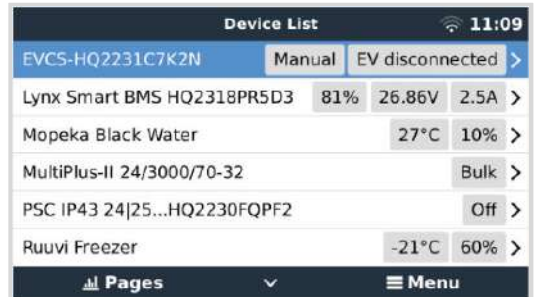 Device List 11:09
EVCS-HQ2231C7K2N Manual EV disconnected >
Lynx Smart BMS HQ2318PR5D3 81% 26.86V 2.5A >
Mopeka Black Water 27°C 10% >
MultiPlus-II 24/3000/70-32 Bulk >
PSC IP43 24|25...HQ2230FQPF2 Off >
Ruuvi Freezer -21°C 60% >
Pages Menu